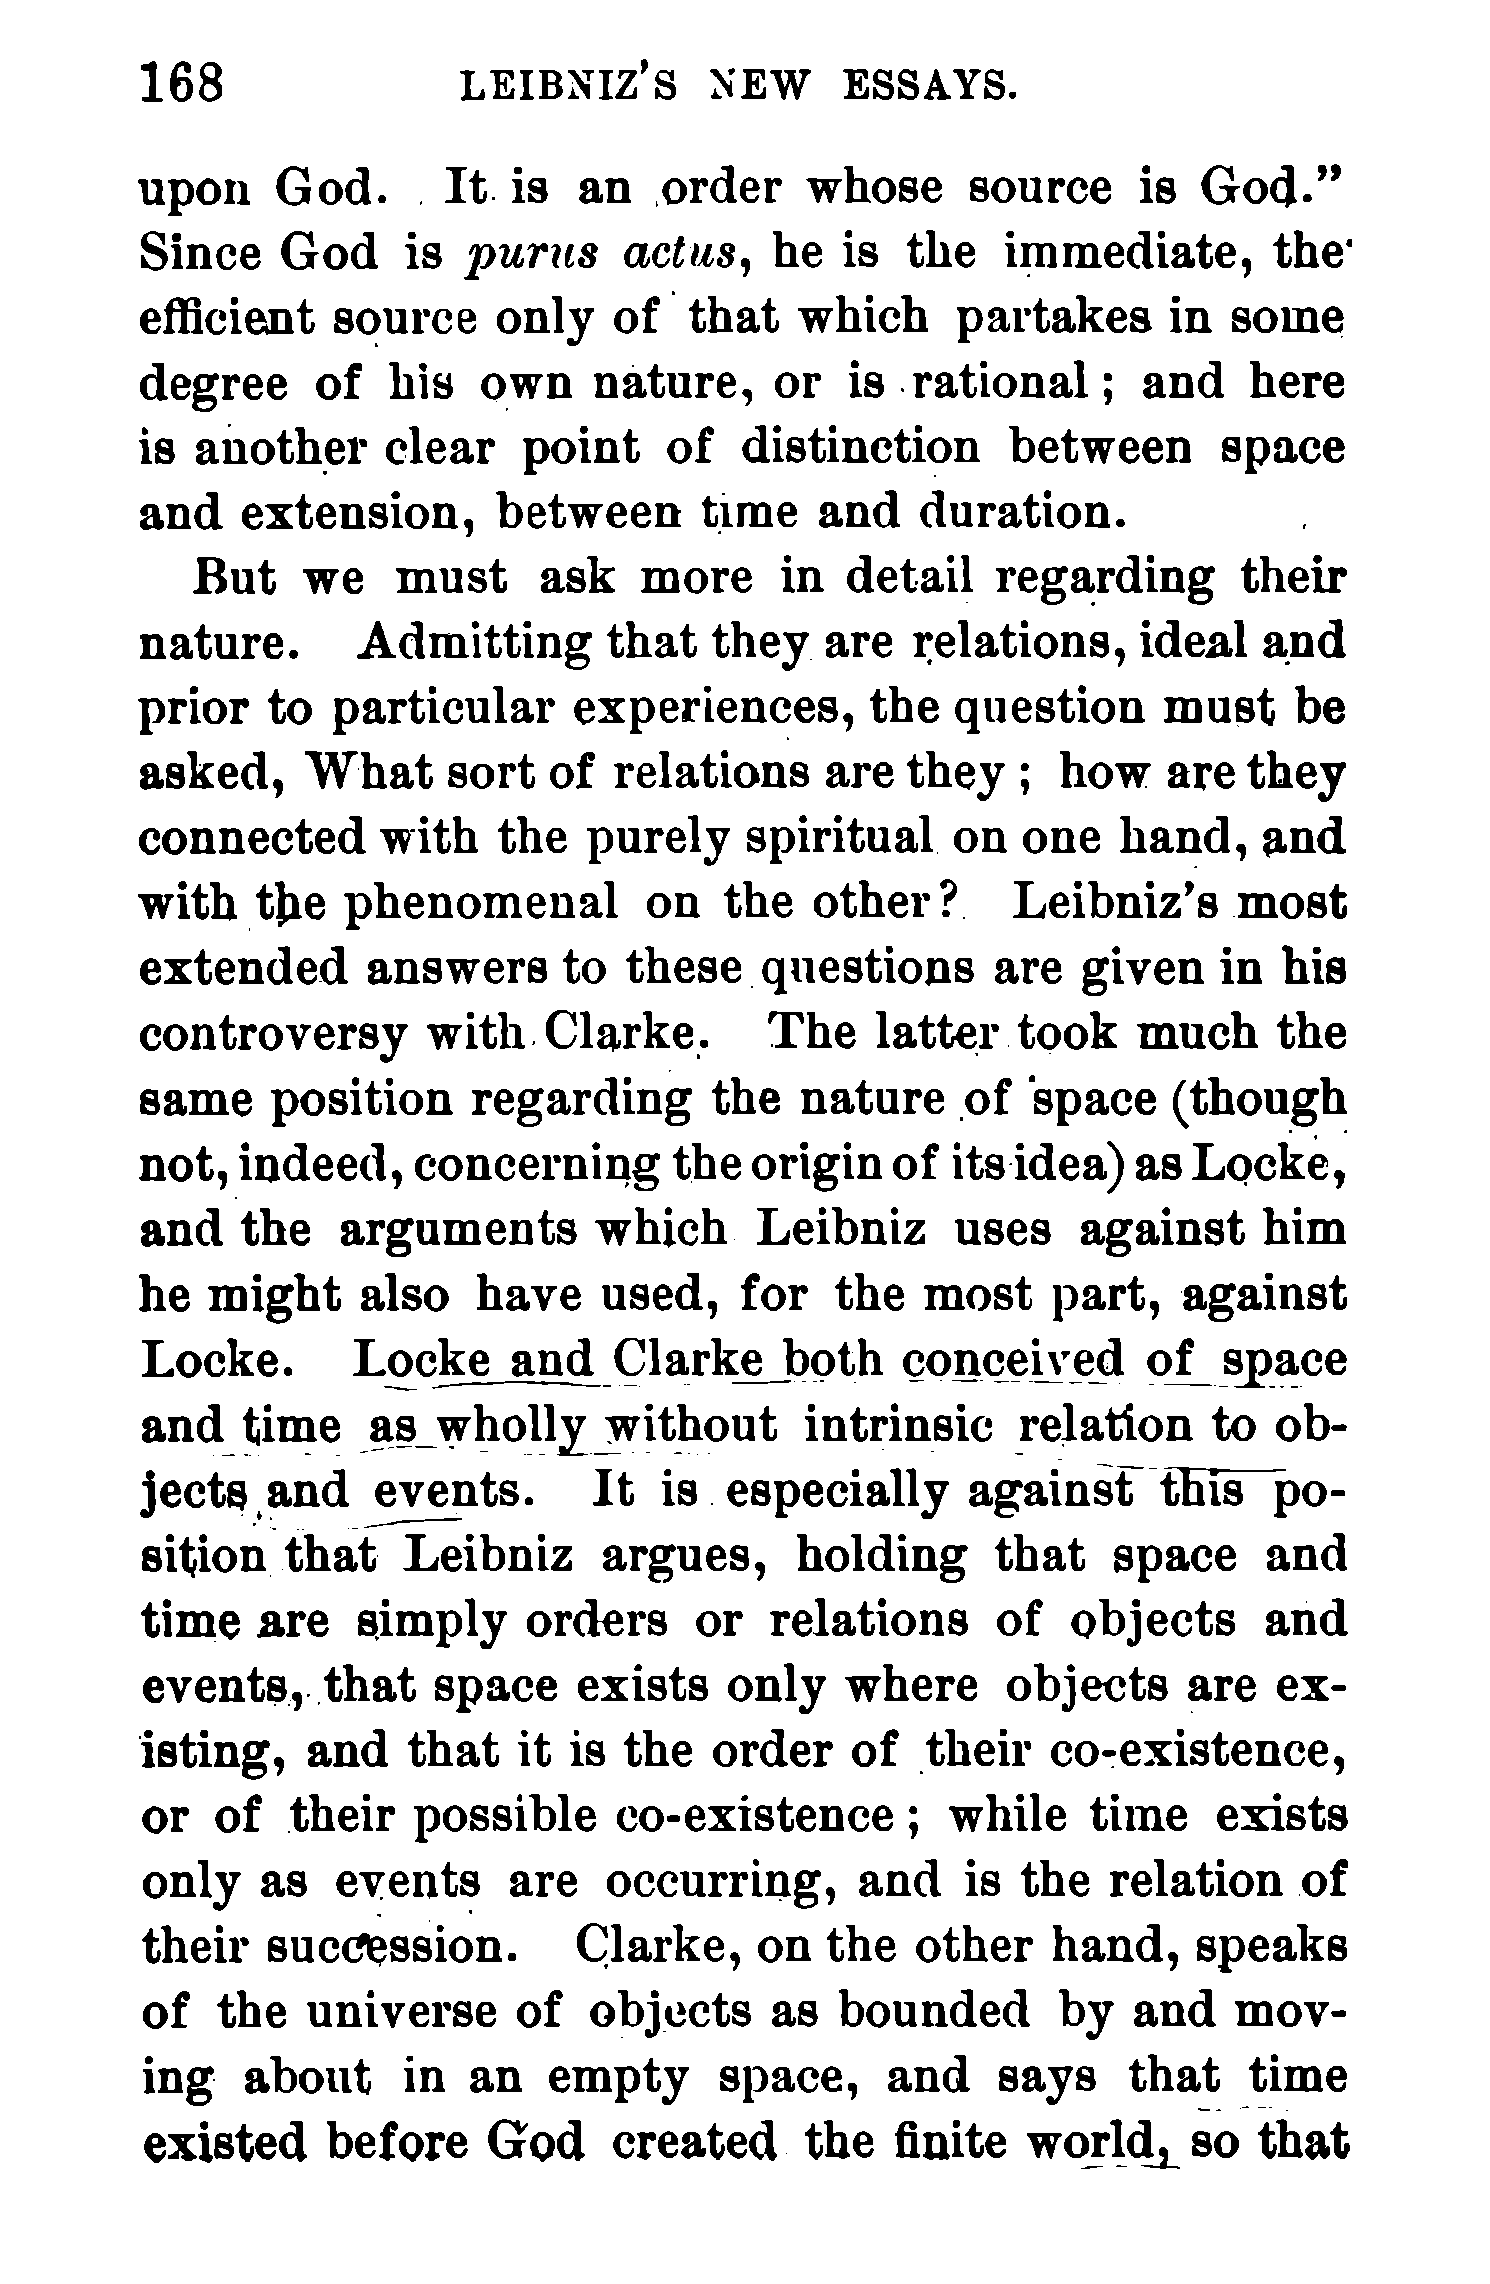 168 LEIBNIZ'S NEW ESSAYS.
upon God. It is an order whose source is God.”
Since God is purus actus, he is the immediate, the
efficient source only of that which partakes in some
degree of his own nature, or is rational ; and here
is another clear point of distinction between space
and extension, between time and duration.
But we must ask more in detail regarding their
nature. Admitting that they are relations, ideal and
prior to particular experiences, the question must be
asked, What sort of relations are they ; how are they
connected with the purely spiritual on one hand, and
with the phenomenal on the other? Leibniz's most
extended answers to these questions are given in his
controversy with Clarke. The latter took much the
same position regarding the nature of space (though
not, indeed, concerning the origin of its idea) as Locke,
and the arguments which Leibniz uses against him
he might also have used, for the most part, against
Locke. Locke and Clarke both conceived of space
and time as wholly without intrinsic relation to ob-
jects and events. It is especially against this po-
sition that Leibniz argues, holding that space and
time are simply orders or relations of objects and
events, that space exists only where objects are ex-
isting, and that it is the order of their co-existence,
or of their possible co-existence ; while time exists
only as events are occurring, and is the relation of
their succession. Clarke, on the other hand, speaks
of the universe of objects as bounded by and mov-
ing about in an empty space, and says that time
existed before God created the finite world, so that